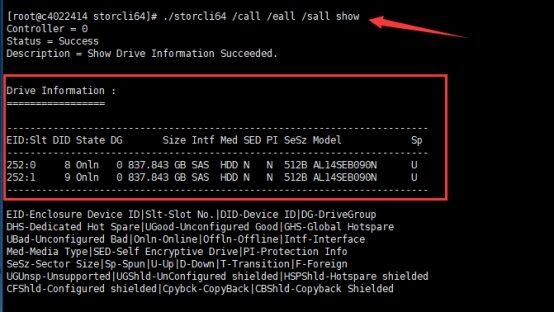 [root@c4022414 storcli64]# ./storcli64 /call /eall /sall show
Controller = 0
Status = Success
Description = Show Drive Information Succeeded.
Drive Information :
=================
-----------------------------------------------------------------------
EID:Slt DID State DG Size Intf Med SED PI SeSz Model Sp
-----------------------------------------------------------------------
252:0 8 Onln 0 837.843 GB SAS HDD N N 512B AL14SEB090N U
252:1 9 Onln 0 837.843 GB SAS HDD N N 512B AL14SEB090N U
-----------------------------------------------------------------------
EID-Enclosure Device ID|Slt-Slot No.|DID-Device ID|DG-DriveGroup
DHS-Dedicated Hot Spare|UGood-Unconfigured Good|GHS-Global Hotspare
UBad-Unconfigured Bad|Onln-Online|Offln-Offline|Intf-Interface
Med-Media Type|SED-Self Encryptive Drive|PI-Protection Info
SeSz-Sector Size|Sp-Spun|U-Up|D-Down|T-Transition|F-Foreign
UGUnsp-Unsupported|UGShld-UnConfigured shielded|HSPShld-Hotspare shielded
CFShld-Configured shielded|Cpybck-CopyBack|CBShld-Copyback Shielded